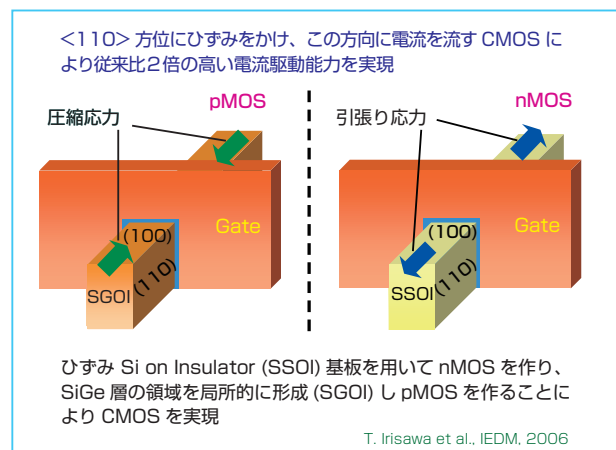 <110> 方位にひずみをかけ、この方向に電流を流す CMOS に
より従来比２倍の高い電流駆動能力を実現
pMOS
nMOS
圧縮応力
引張り応力
Gate
Gate
(100)
(100)
(110)
(110)
SGOI
SSOI
ひずみ Si on Insulator (SSOI) 基板を用いて nMOS を作り、
SiGe 層の領域を局所的に形成 (SGOI) し pMOS を作ることに
より CMOS を実現
T. Irisawa et al., IEDM, 2006